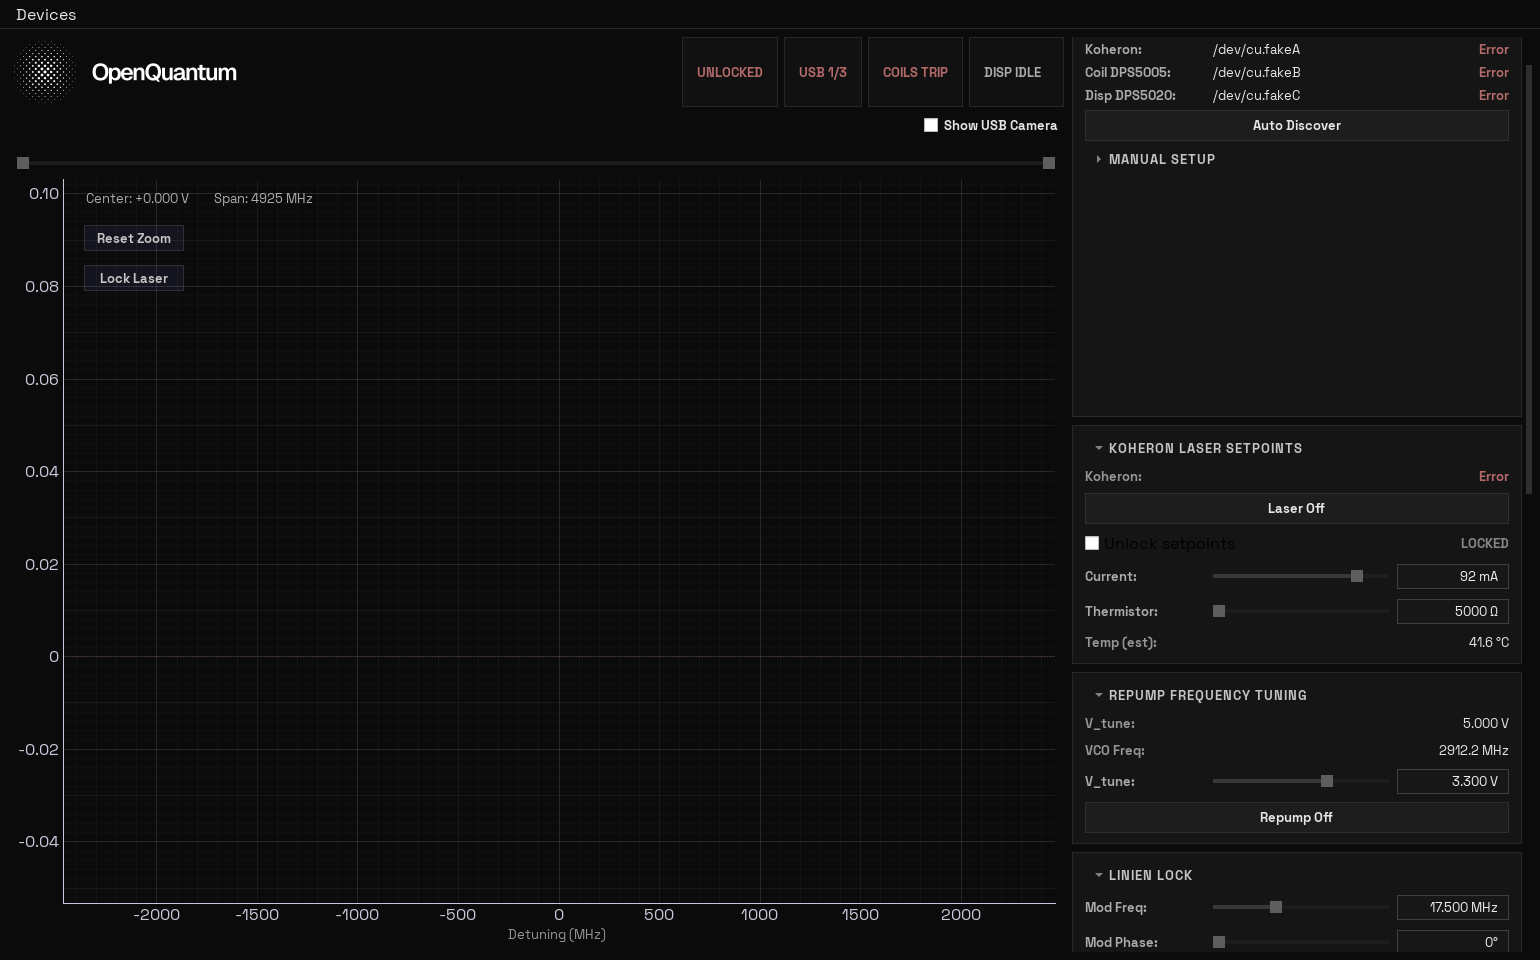 Devices
OpenQuantum
UNLOCKED
USB 1/3
COILS TRIP
DISP IDLE
Show USB Camera
Center: +0.000 V
Span: 4925 MHz
Reset Zoom
Lock Laser
0.10
0.08
0.06
0.04
0.02
0
-0.02
-0.04
-2000
-1500
-1000
-500
0
500
1000
1500
2000
Detuning (MHz)
Koheron: /dev/cu.fakeA Error
Coil DPS5005: /dev/cu.fakeB Error
Disp DPS5020: /dev/cu.fakeC Error
Auto Discover
MANUAL SETUP
KOHERON LASER SETPOINTS
Koheron: Error
Laser Off
Unlock setpoints LOCKED
Current: 92 mA
Thermistor: 5000 Ω
Temp (est): 41.6 °C
REPUMP FREQUENCY TUNING
V_tune: 5.000 V
VCO Freq: 2912.2 MHz
V_tune: 3.300 V
Repump Off
LINIEN LOCK
Mod Freq: 17.500 MHz
Mod Phase: 0°